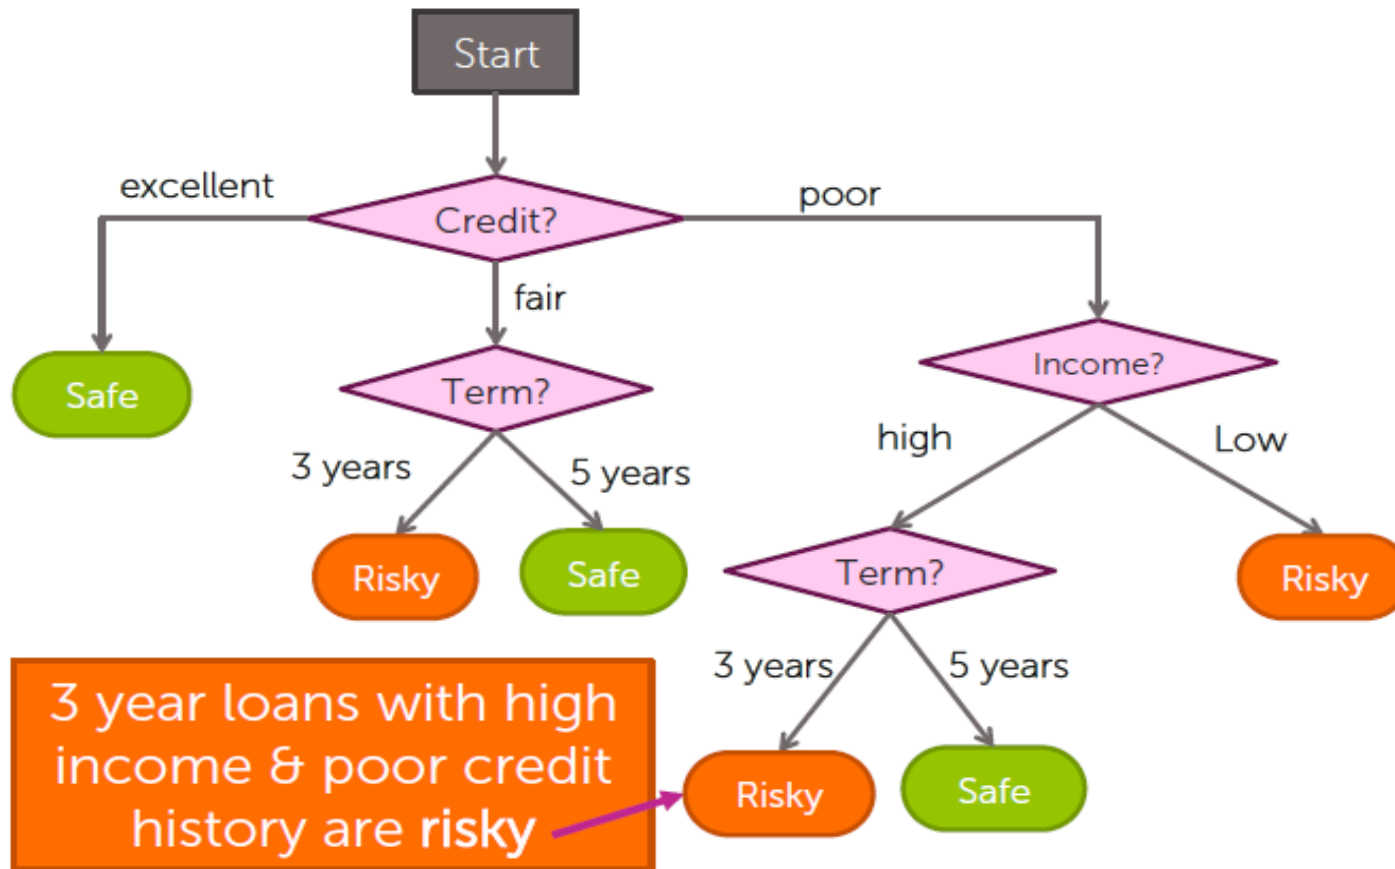 Start
excellent
poor
Credit?
fair
Income?
Safe
Term?
high
Low
3 years
5 years
Risky
Safe
Term?
Risky
3 years
5 years
3 year loans with high
income & poor credit
history are risky
Risky
Safe